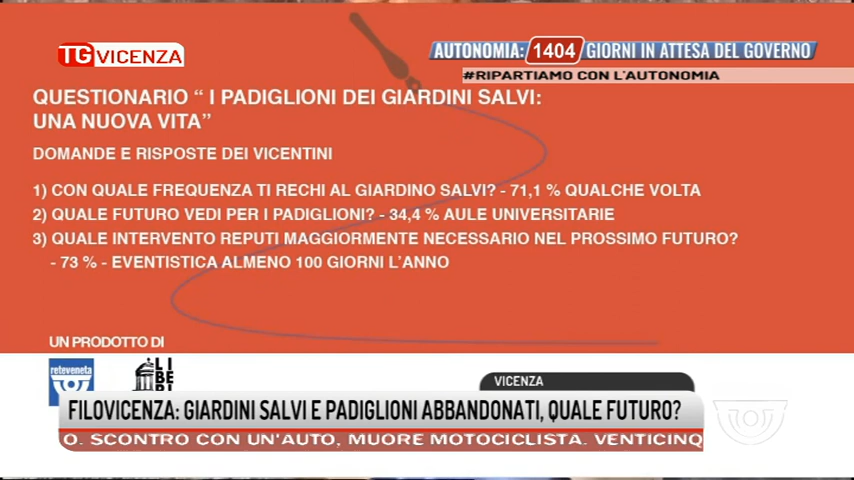 TG VICENZA
AUTONOMIA: 1404 GIORNI IN ATTESA DEL GOVERNO
#RIPARTIAMO CON L'AUTONOMIA
QUESTIONARIO “ I PADIGLIONI DEI GIARDINI SALVI:
UNA NUOVA VITA”
DOMANDE E RISPOSTE DEI VICENTINI
1) CON QUALE FREQUENZA TI RECHI AL GIARDINO SALVI? - 71,1 % QUALCHE VOLTA
2) QUALE FUTURO VEDI PER I PADIGLIONI? - 34,4 % AULE UNIVERSITARIE
3) QUALE INTERVENTO REPUTI MAGGIORMENTE NECESSARIO NEL PROSSIMO FUTURO?
- 73 % - EVENTISTICA ALMENO 100 GIORNI L'ANNO
UN PRODOTTO DI
reteveneta
LI
BE
VICENZA
FILOVICENZA: GIARDINI SALVI E PADIGLIONI ABBANDONATI, QUALE FUTURO?
O. SCONTRO CON UN'AUTO, MUORE MOTOCICLISTA. VENTICINQ